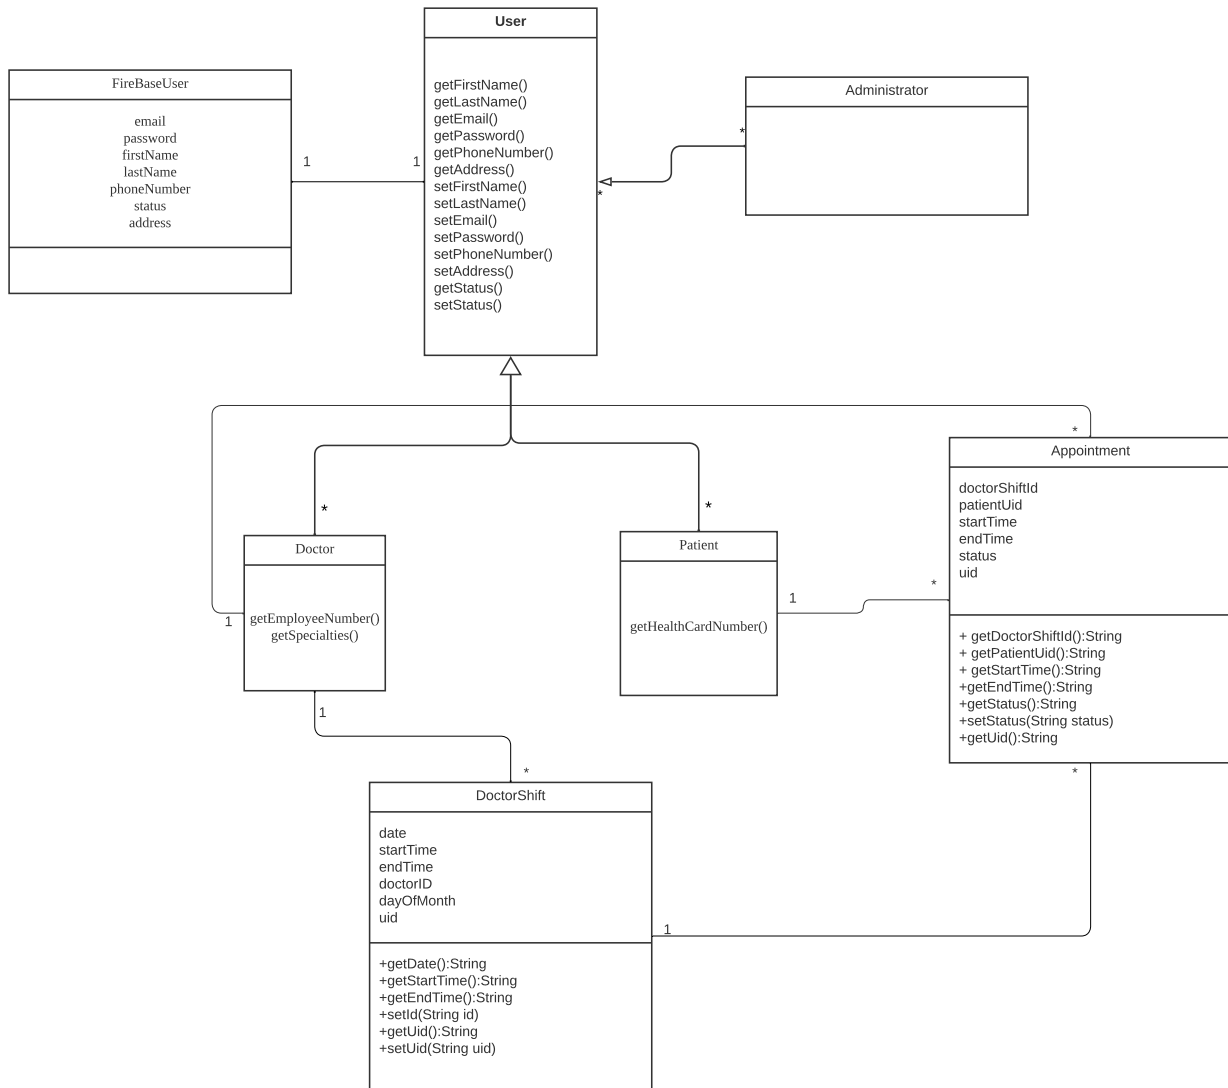 User
getFirstName()
getLastName()
getEmail()
getPassword()
getPhoneNumber()
getAddress()
setFirstName()
setLastName()
setEmail()
setPassword()
setPhoneNumber()
setAddress()
getStatus()
setStatus()
FireBaseUser
email
password
firstName
lastName
phoneNumber
status
address
1
1
Administrator
*
*
*
*
Doctor
getEmployeeNumber()
getSpecialties()
1
1
Patient
getHealthCardNumber()
1
*
*
Appointment
doctorShiftId
patientUid
startTime
endTime
status
uid
+ getDoctorShiftId():String
+ getPatientUid():String
+ getStartTime():String
+getEndTime():String
+getStatus():String
+setStatus(String status)
+getUid():String
*
*
DoctorShift
date
startTime
endTime
doctorID
dayOfMonth
uid
1
+getDate():String
+getStartTime():String
+getEndTime():String
+setId(String id)
+getUid():String
+setUid(String uid)